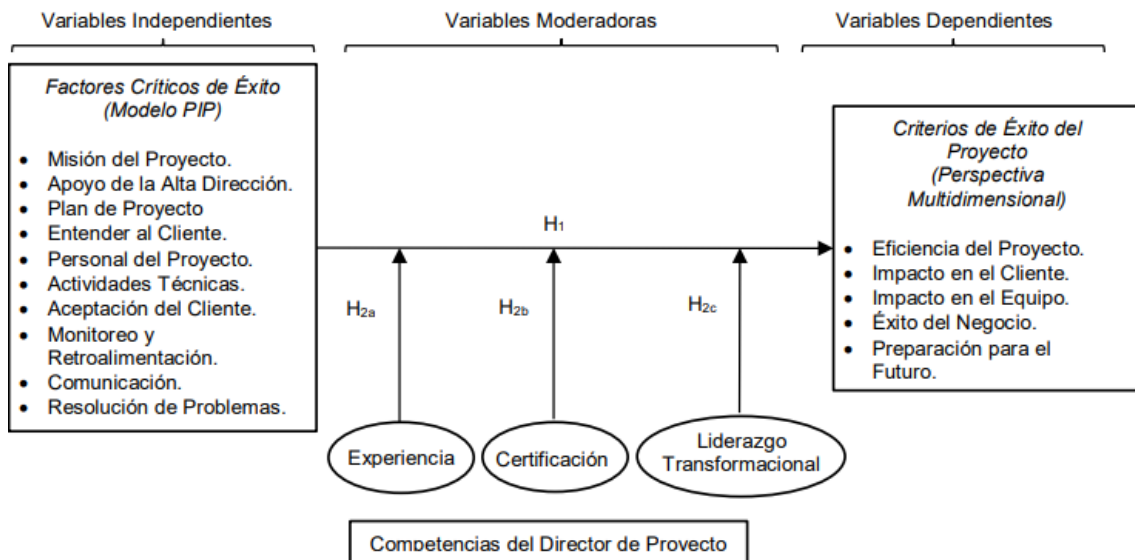 Variables Independientes
Variables Moderadoras
Variables Dependientes
Factores Críticos de Éxito
(Modelo PIP)
• Misión del Proyecto.
• Apoyo de la Alta Dirección.
• Plan de Proyecto
• Entender al Cliente.
• Personal del Proyecto.
• Actividades Técnicas.
• Aceptación del Cliente.
• Monitoreo y
Retroalimentación.
• Comunicación.
• Resolución de Problemas.
H1
H2a
H2b
H2c
Experiencia
Certificación
Liderazgo
Transformacional
Competencias del Director de Proyecto
Criterios de Éxito del
Proyecto
(Perspectiva
Multidimensional)
• Eficiencia del Proyecto.
• Impacto en el Cliente.
• Impacto en el Equipo.
• Éxito del Negocio.
• Preparación para el
Futuro.